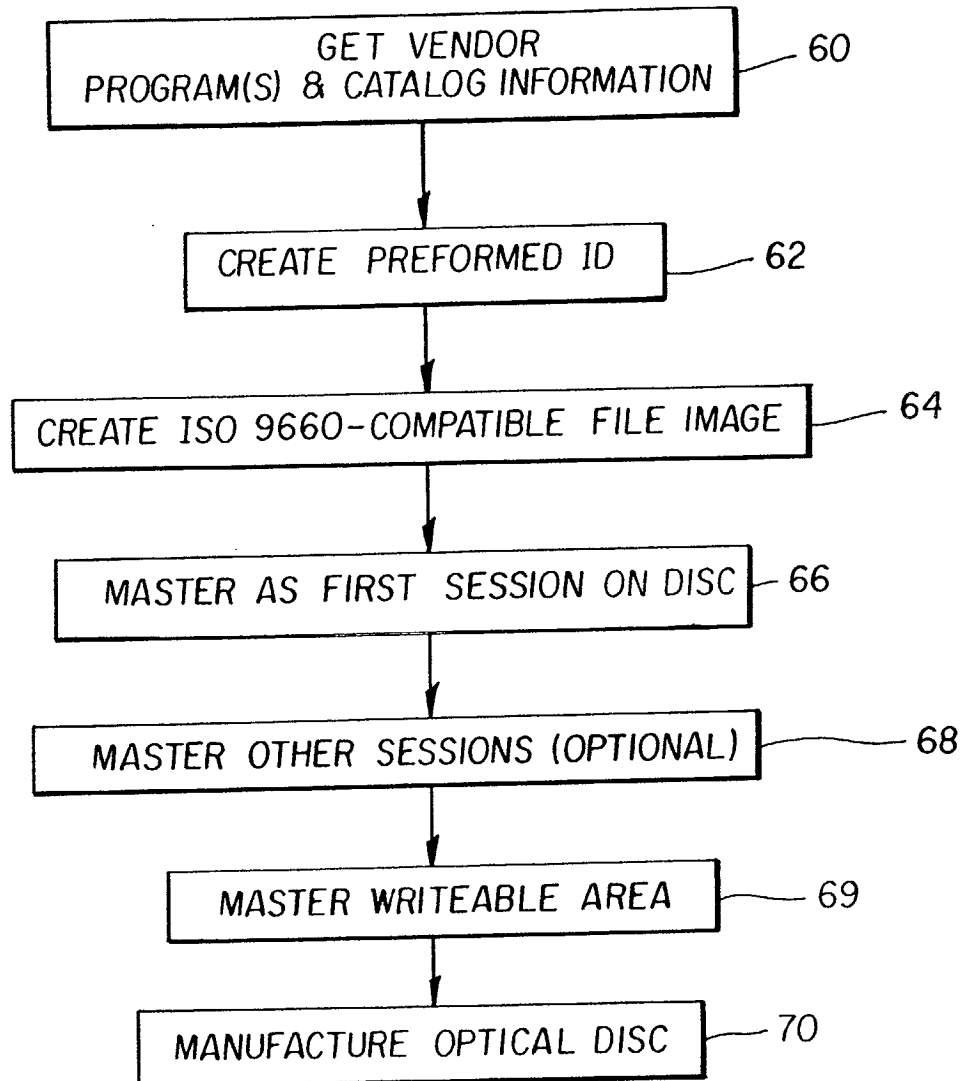 GET VENDOR
PROGRAM(S) & CATALOG INFORMATION
60
CREATE PREFORMED ID
62
CREATE ISO 9660-COMPATIBLE FILE IMAGE
64
MASTER AS FIRST SESSION ON DISC
66
MASTER OTHER SESSIONS (OPTIONAL)
68
MASTER WRITEABLE AREA
69
MANUFACTURE OPTICAL DISC
70